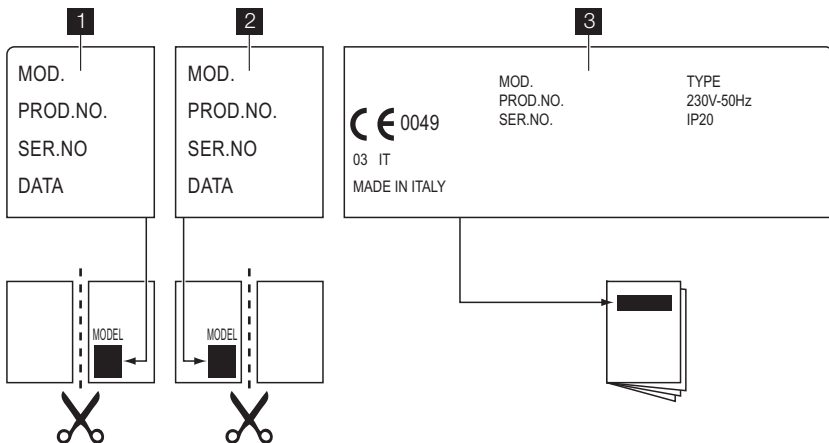 1
MOD.
PROD.NO.
SER.NO
DATA
2
MOD.
PROD.NO.
SER.NO
DATA
3
CE 0049
03 IT
MADE IN ITALY
MOD.
PROD.NO.
SER.NO.
TYPE
230V-50Hz
IP20
MODEL
MODEL